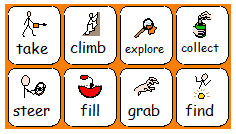 take climb explore collect
steer fill grab find